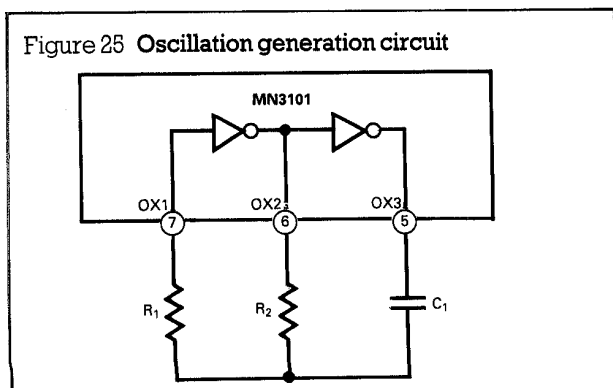 Figure 25 Oscillation generation circuit
MN3101
OX1 OX2 OX3
7 6 5
R1 R2 C1